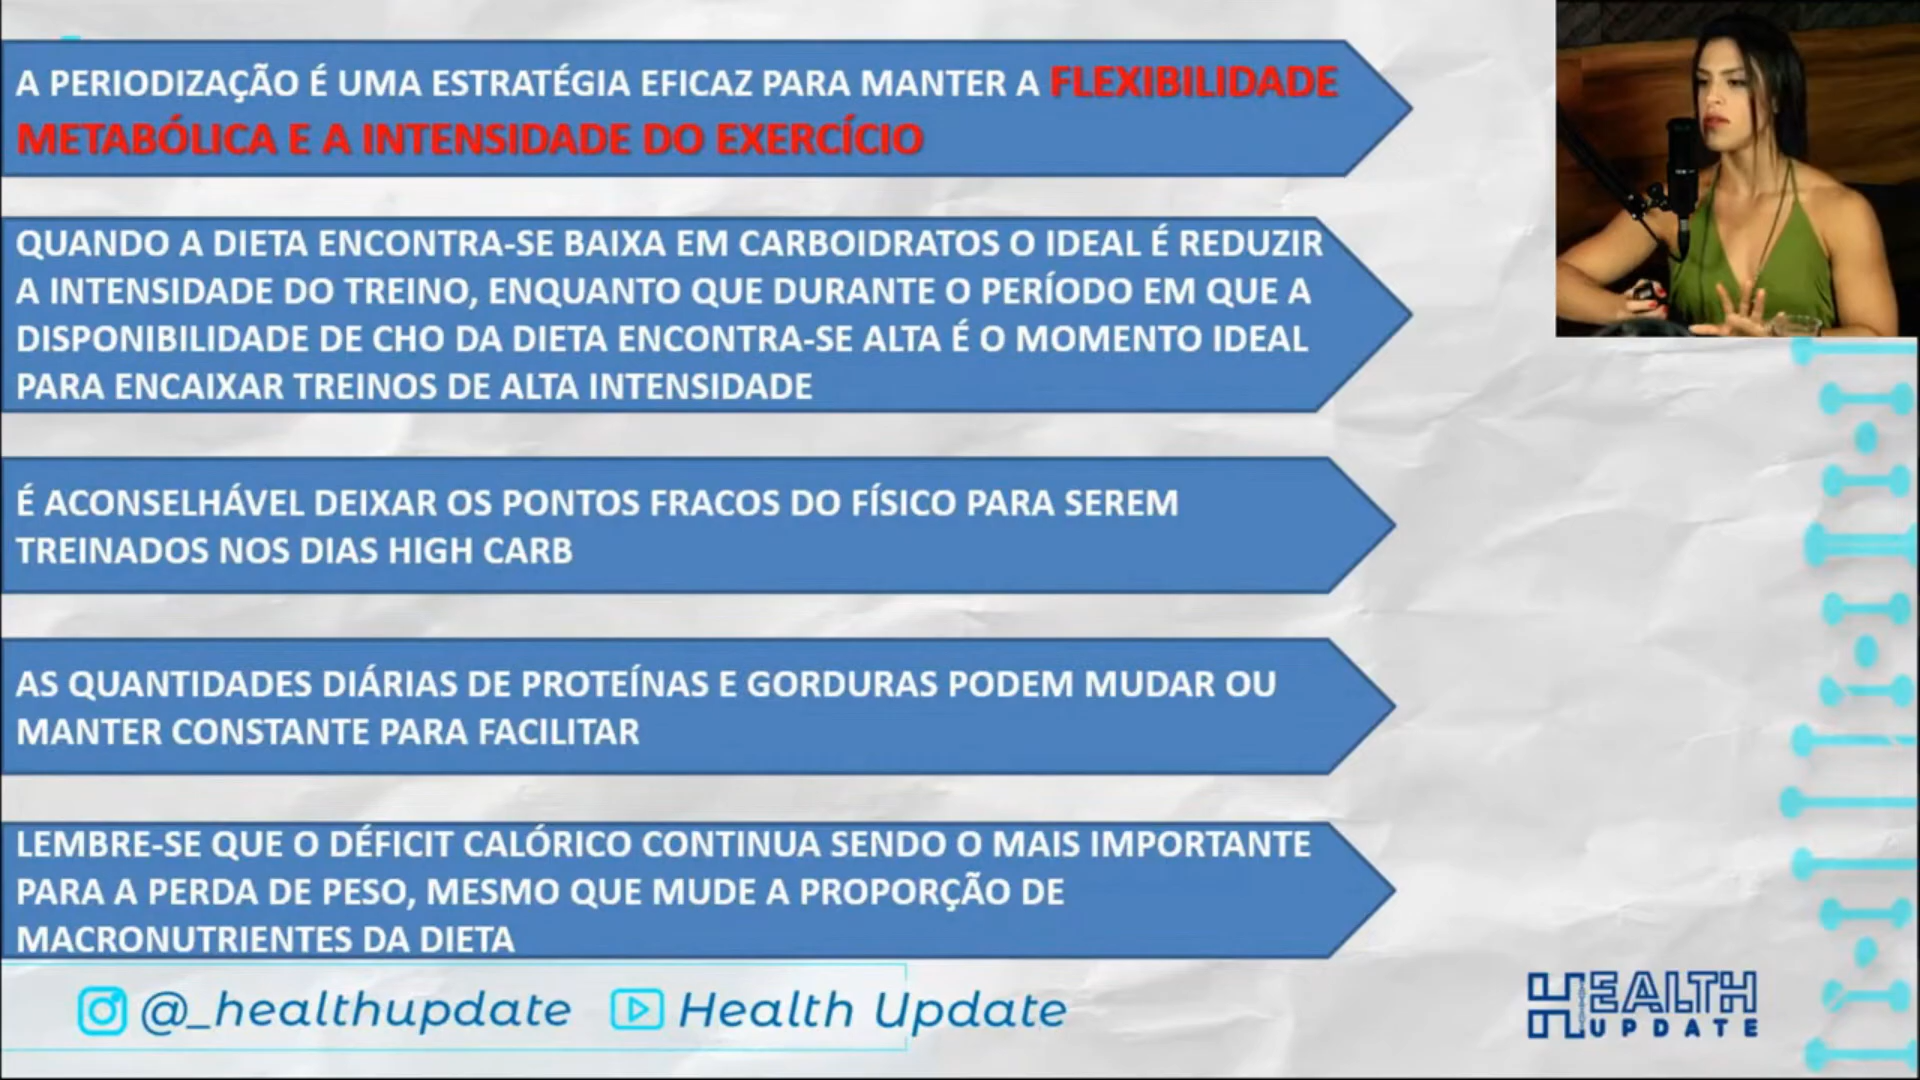 A PERIODIZAÇÃO É UMA ESTRATÉGIA EFICAZ PARA MANTER A FLEXIBILIDADE
METABÓLICA E A INTENSIDADE DO EXERCÍCIO
QUANDO A DIETA ENCONTRA-SE BAIXA EM CARBOIDRATOS O IDEAL É REDUZIR
A INTENSIDADE DO TREINO, ENQUANTO QUE DURANTE O PERÍODO EM QUE A
DISPONIBILIDADE DE CHO DA DIETA ENCONTRA-SE ALTA É O MOMENTO IDEAL
PARA ENCAIXAR TREINOS DE ALTA INTENSIDADE
É ACONSELHÁVEL DEIXAR OS PONTOS FRACOS DO FÍSICO PARA SEREM
TREINADOS NOS DIAS HIGH CARB
AS QUANTIDADES DIÁRIAS DE PROTEÍNAS E GORDURAS PODEM MUDAR OU
MANTER CONSTANTE PARA FACILITAR
LEMBRE-SE QUE O DÉFICIT CALÓRICO CONTINUA SENDO O MAIS IMPORTANTE
PARA A PERDA DE PESO, MESMO QUE MUDE A PROPORÇÃO DE
MACRONUTRIENTES DA DIETA
@_healthupdate Health Update
HEALTH
UPDATE